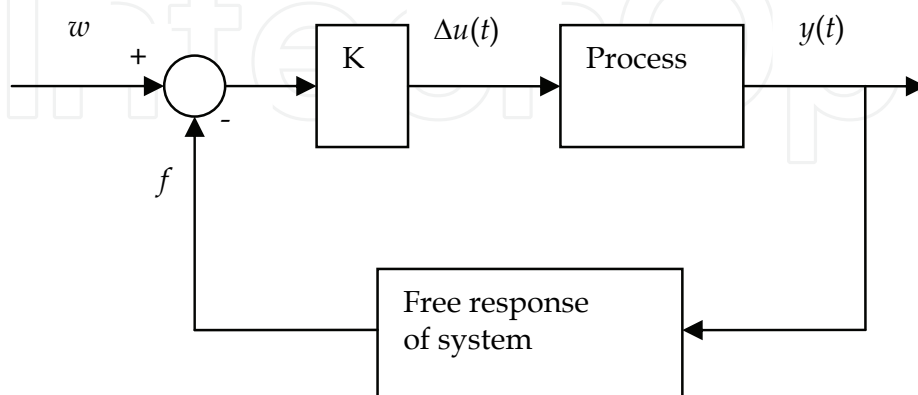 w
Δu(t)
y(t)
+
K
Process
-
f
Free response
of system